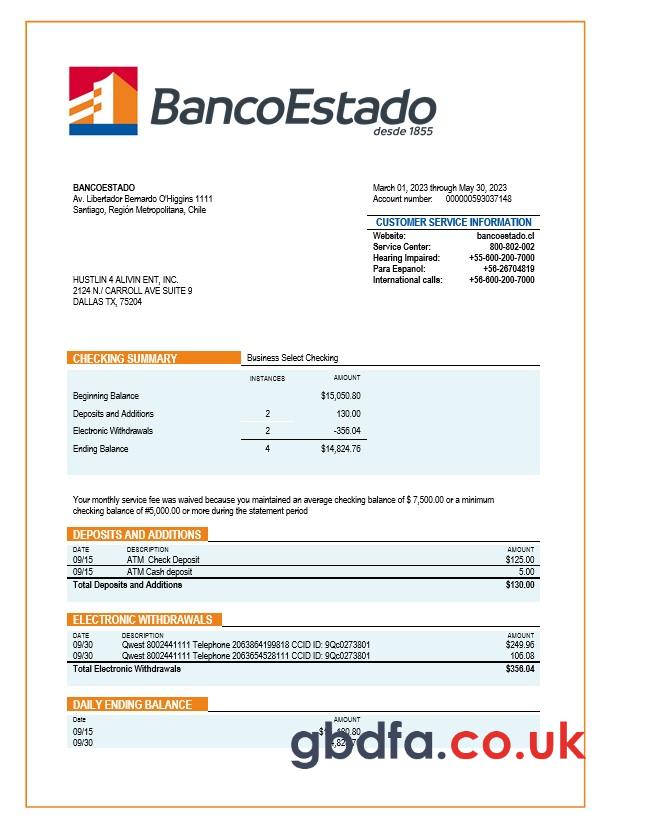 BancoEstado
desde 1855
BANCOESTADO
Av. Libertador Bernardo O'Higgins 1111
Santiago, Región Metropolitana, Chile
March 01, 2023 through May 30, 2023
Account number: 000000593037148
CUSTOMER SERVICE INFORMATION
Website: bancoestado.cl
Service Center: 800-802-002
Hearing Impaired: +55-600-200-7000
Para Espanol: +56-26704819
International calls: +56-600-200-7000
HUSTLIN 4 ALIVIN ENT, INC.
2124 N./ CARROLL AVE SUITE 9
DALLAS TX, 75204
CHECKING SUMMARY Business Select Checking
INSTANCES AMOUNT
Beginning Balance $15,050.80
Deposits and Additions 2 130.00
Electronic Withdrawals 2 -356.04
Ending Balance 4 $14,824.76
Your monthly service fee was waived because you maintained an average checking balance of $ 7,500.00 or a minimum
checking balance of #5,000.00 or more during the statement period
DEPOSITS AND ADDITIONS
DATE DESCRIPTION AMOUNT
09/15 ATM Check Deposit $125.00
09/15 ATM Cash deposit 5.00
Total Deposits and Additions $130.00
ELECTRONIC WITHDRAWALS
DATE DESCRIPTION AMOUNT
09/30 Qwest 8002441111 Telephone 2063864199818 CCID ID: 9Qc0273801 $249.96
09/30 Qwest 8002441111 Telephone 2063654528111 CCID ID: 9Qc0273801 106.08
Total Electronic Withdrawals $356.04
DAILY ENDING BALANCE
Date AMOUNT
09/15
09/30
gbdfa.co.uk